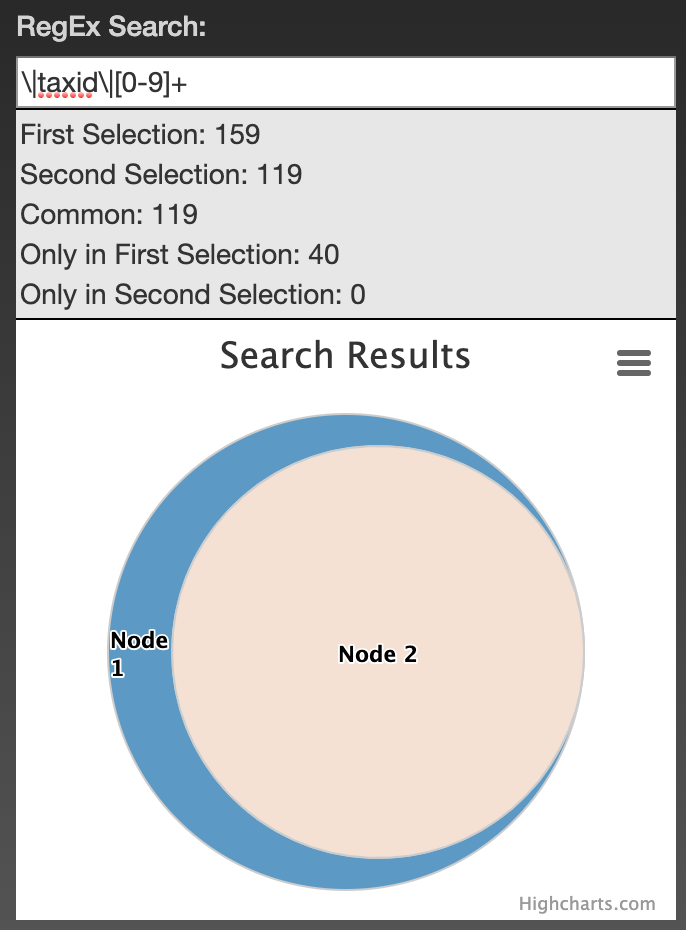 RegEx Search:
\|taxid\|[0-9]+
First Selection: 159
Second Selection: 119
Common: 119
Only in First Selection: 40
Only in Second Selection: 0
Search Results
Node
1
Node 2
Highcharts.com